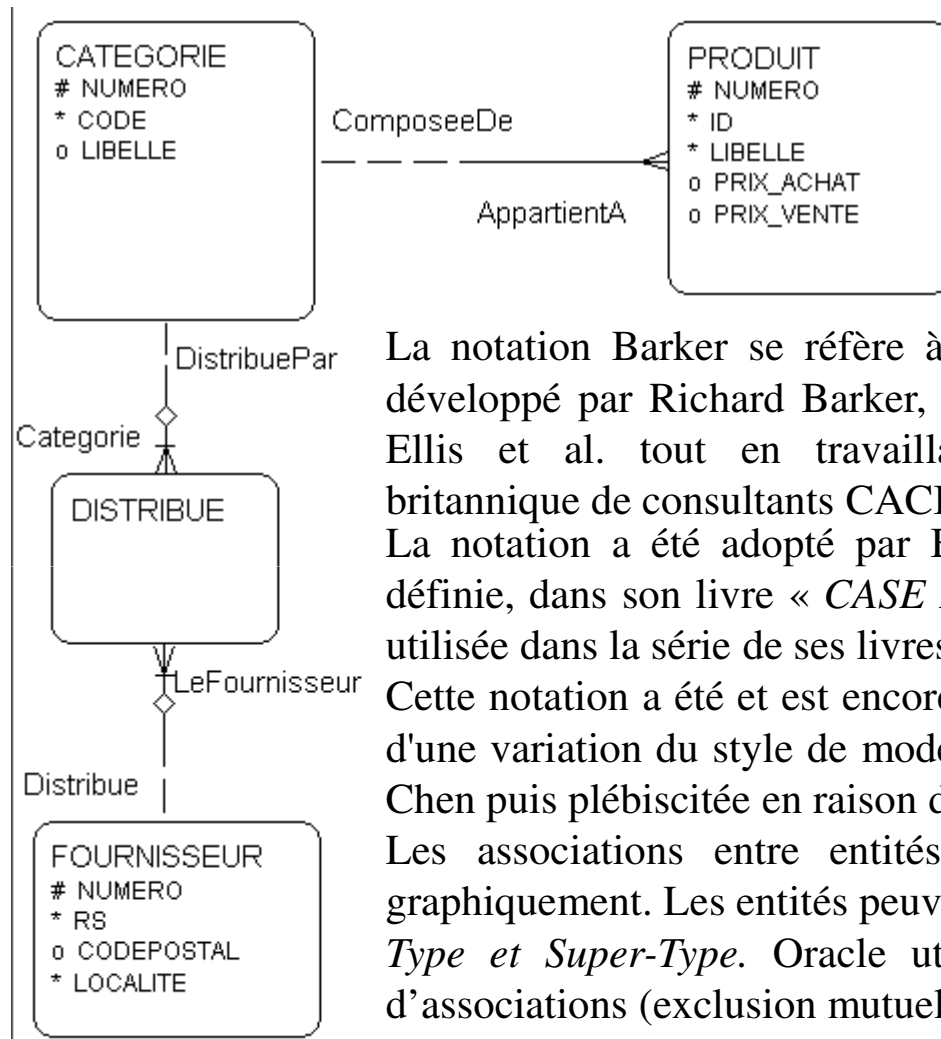 CATEGORIE
# NUMERO
* CODE
o LIBELLE
ComposeeDe
AppartientA
PRODUIT
# NUMERO
* ID
* LIBELLE
o PRIX_ACHAT
o PRIX_VENTE
DistribuePar
Categorie
DISTRIBUE
LeFournisseur
Distribue
FOURNISSEUR
# NUMERO
* RS
o CODEPOSTAL
* LOCALITE
La notation Barker se réfère à
développé par Richard Barker,
Ellis et al. tout en travailla
britannique de consultants CACI
La notation a été adopté par
définie, dans son livre « CASE
utilisée dans la série de ses livres
Cette notation a été et est encore
d'une variation du style de mode
Chen puis plébiscitée en raison d
Les associations entre entités
graphiquement. Les entités peuv
Type et Super-Type. Oracle ut
d’associations (exclusion mutuel